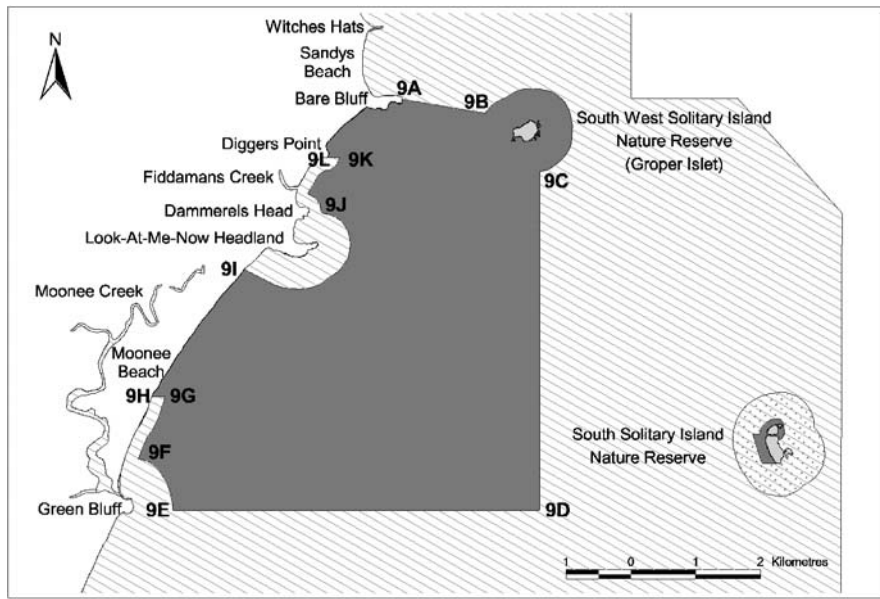 Witches Hats
N
Sandys
Beach
9A
Bare Bluff
9B
South West Solitary Island
Nature Reserve
(Groper Islet)
Diggers Point
9L
9K
Fiddamans Creek
9C
9J
Dammerels Head
Look-At-Me-Now Headland
9I
Moonee Creek
Moonee
Beach
9H
9G
South Solitary Island
Nature Reserve
9F
Green Bluff
9E
9D
1 0 1 2 Kilometres